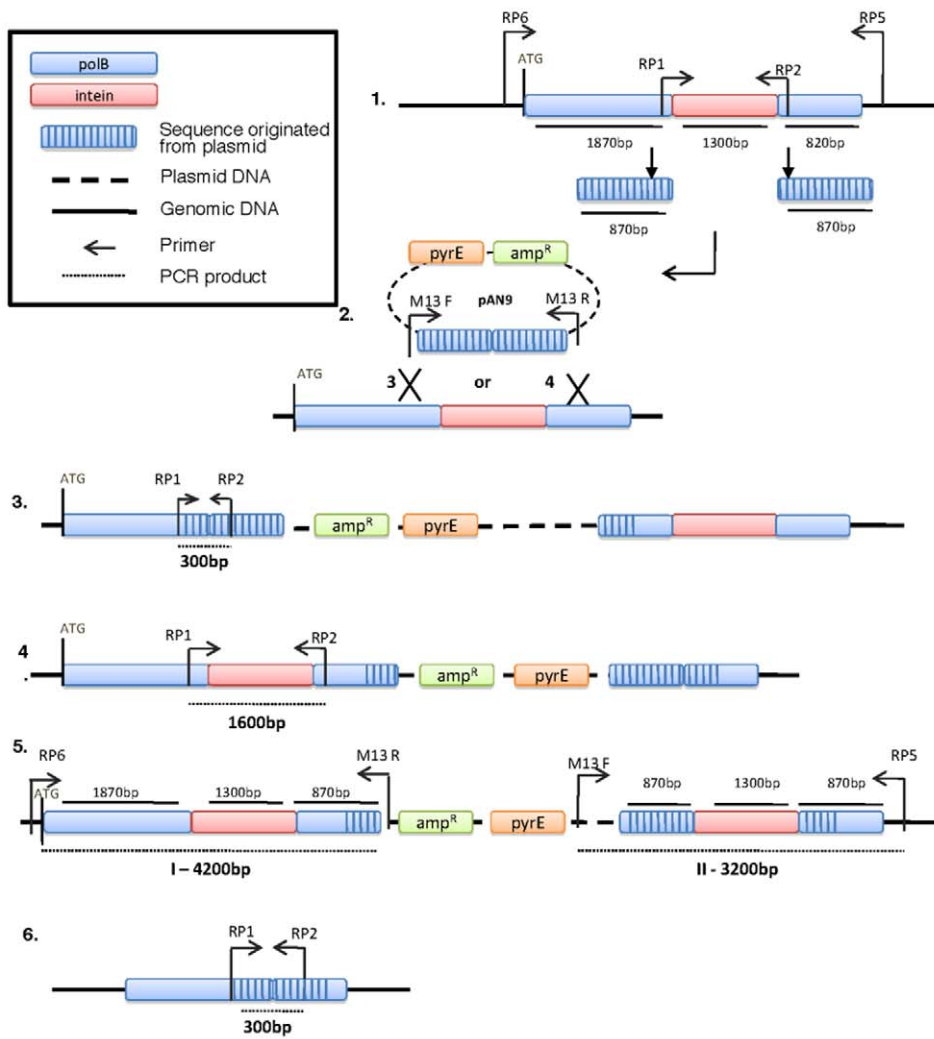 polB
intein
Sequence originated
from plasmid
Plasmid DNA
Genomic DNA
Primer
PCR product
RP6
RP5
ATG
RP1
RP2
1.
1870bp
1300bp
820bp
870bp
870bp
pyrE
ampR
2.
M13 F
pAN9
M13 R
ATG
3
or
4
3.
ATG
RP1
RP2
ampR
pyrE
300bp
4
.
ATG
RP1
RP2
ampR
pyrE
1600bp
5.
RP6
M13 R
M13 F
RP5
ATG
1870bp
1300bp
870bp
870bp
1300bp
870bp
ampR
pyrE
I – 4200bp
II - 3200bp
6.
RP1
RP2
300bp